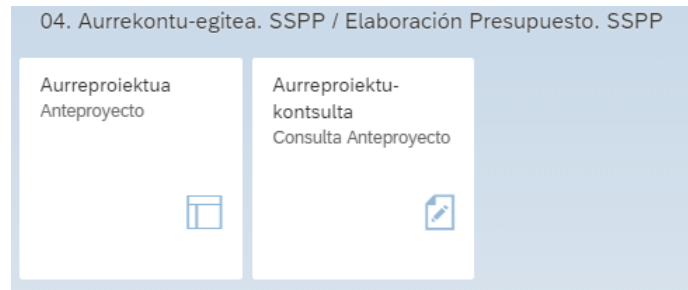 04. Aurrekontu-egitea. SSPP / Elaboración Presupuesto. SSPP
Aurreproiektua
Anteproyecto
Aurreproiektu-
kontsulta
Consulta Anteproyecto